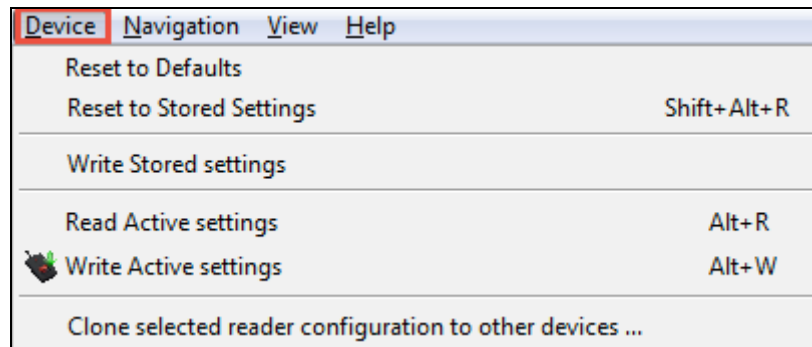 Device Navigation View Help
Reset to Defaults
Reset to Stored Settings Shift+Alt+R
Write Stored settings
Read Active settings Alt+R
Write Active settings Alt+W
Clone selected reader configuration to other devices ...